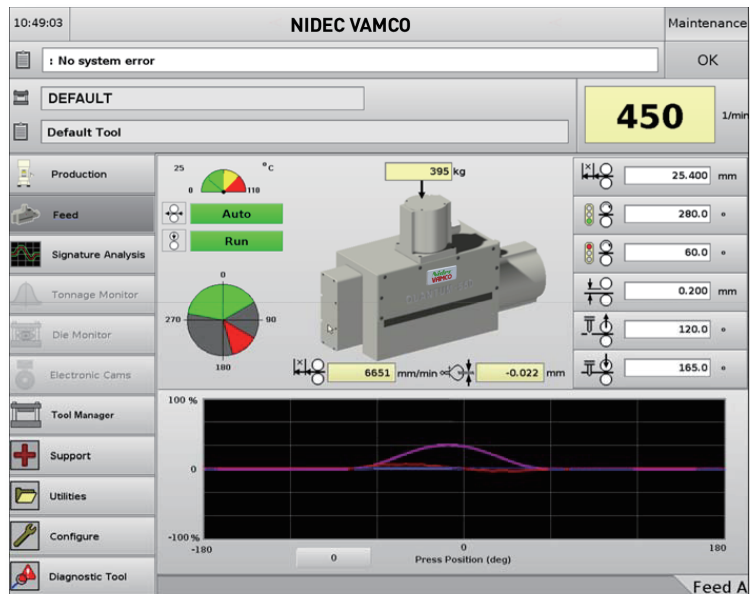 10:49:03
NIDEC VAMCO
Maintenance
: No system error
OK
DEFAULT
Default Tool
450
1/min
Production
Feed
Signature Analysis
Tonnage Monitor
Die Monitor
Electronic Cams
Tool Manager
Support
Utilities
Configure
Diagnostic Tool
25
°C
0
110
Auto
Run
0
270
90
180
395 kg
Nidec
VAMCO
6651 mm/min
-0.022 mm
25.400 mm
280.0 °
60.0 °
0.200 mm
120.0 °
165.0 °
100 %
0
-100 %
-180
0
180
0
Press Position (deg)
Feed A